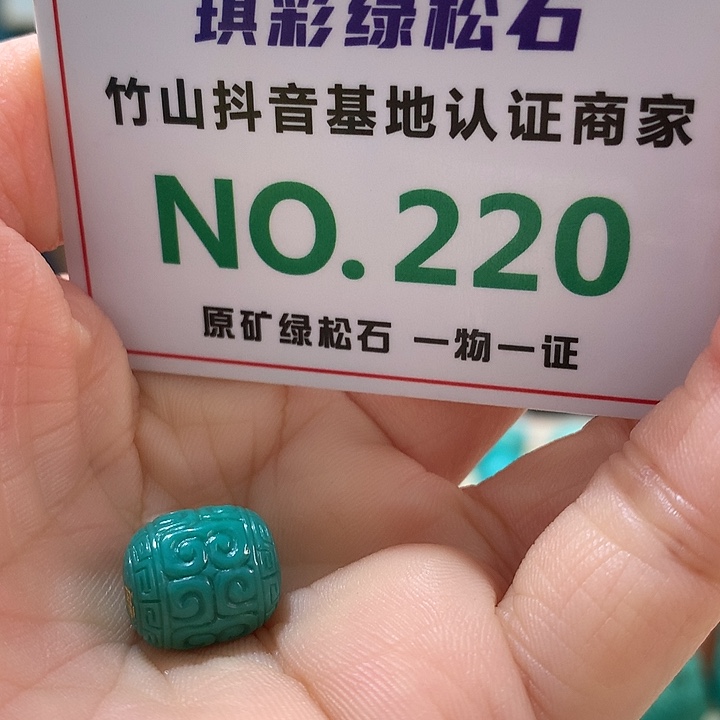 琪彩绿松石
竹山抖音基地认证商家
NO.220
原矿绿松石 一物一证